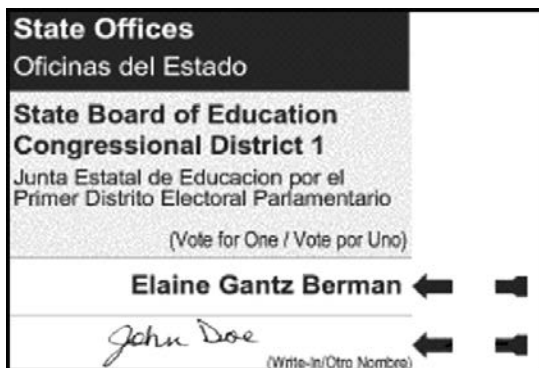 State Offices
Oficinas del Estado
State Board of Education
Congressional District 1
Junta Estatal de Educacion por el
Primer Distrito Electoral Parlamentario
(Vote for One / Vote por Uno)
Elaine Gantz Berman
John Doe
(Write-In/Otro Nombre)